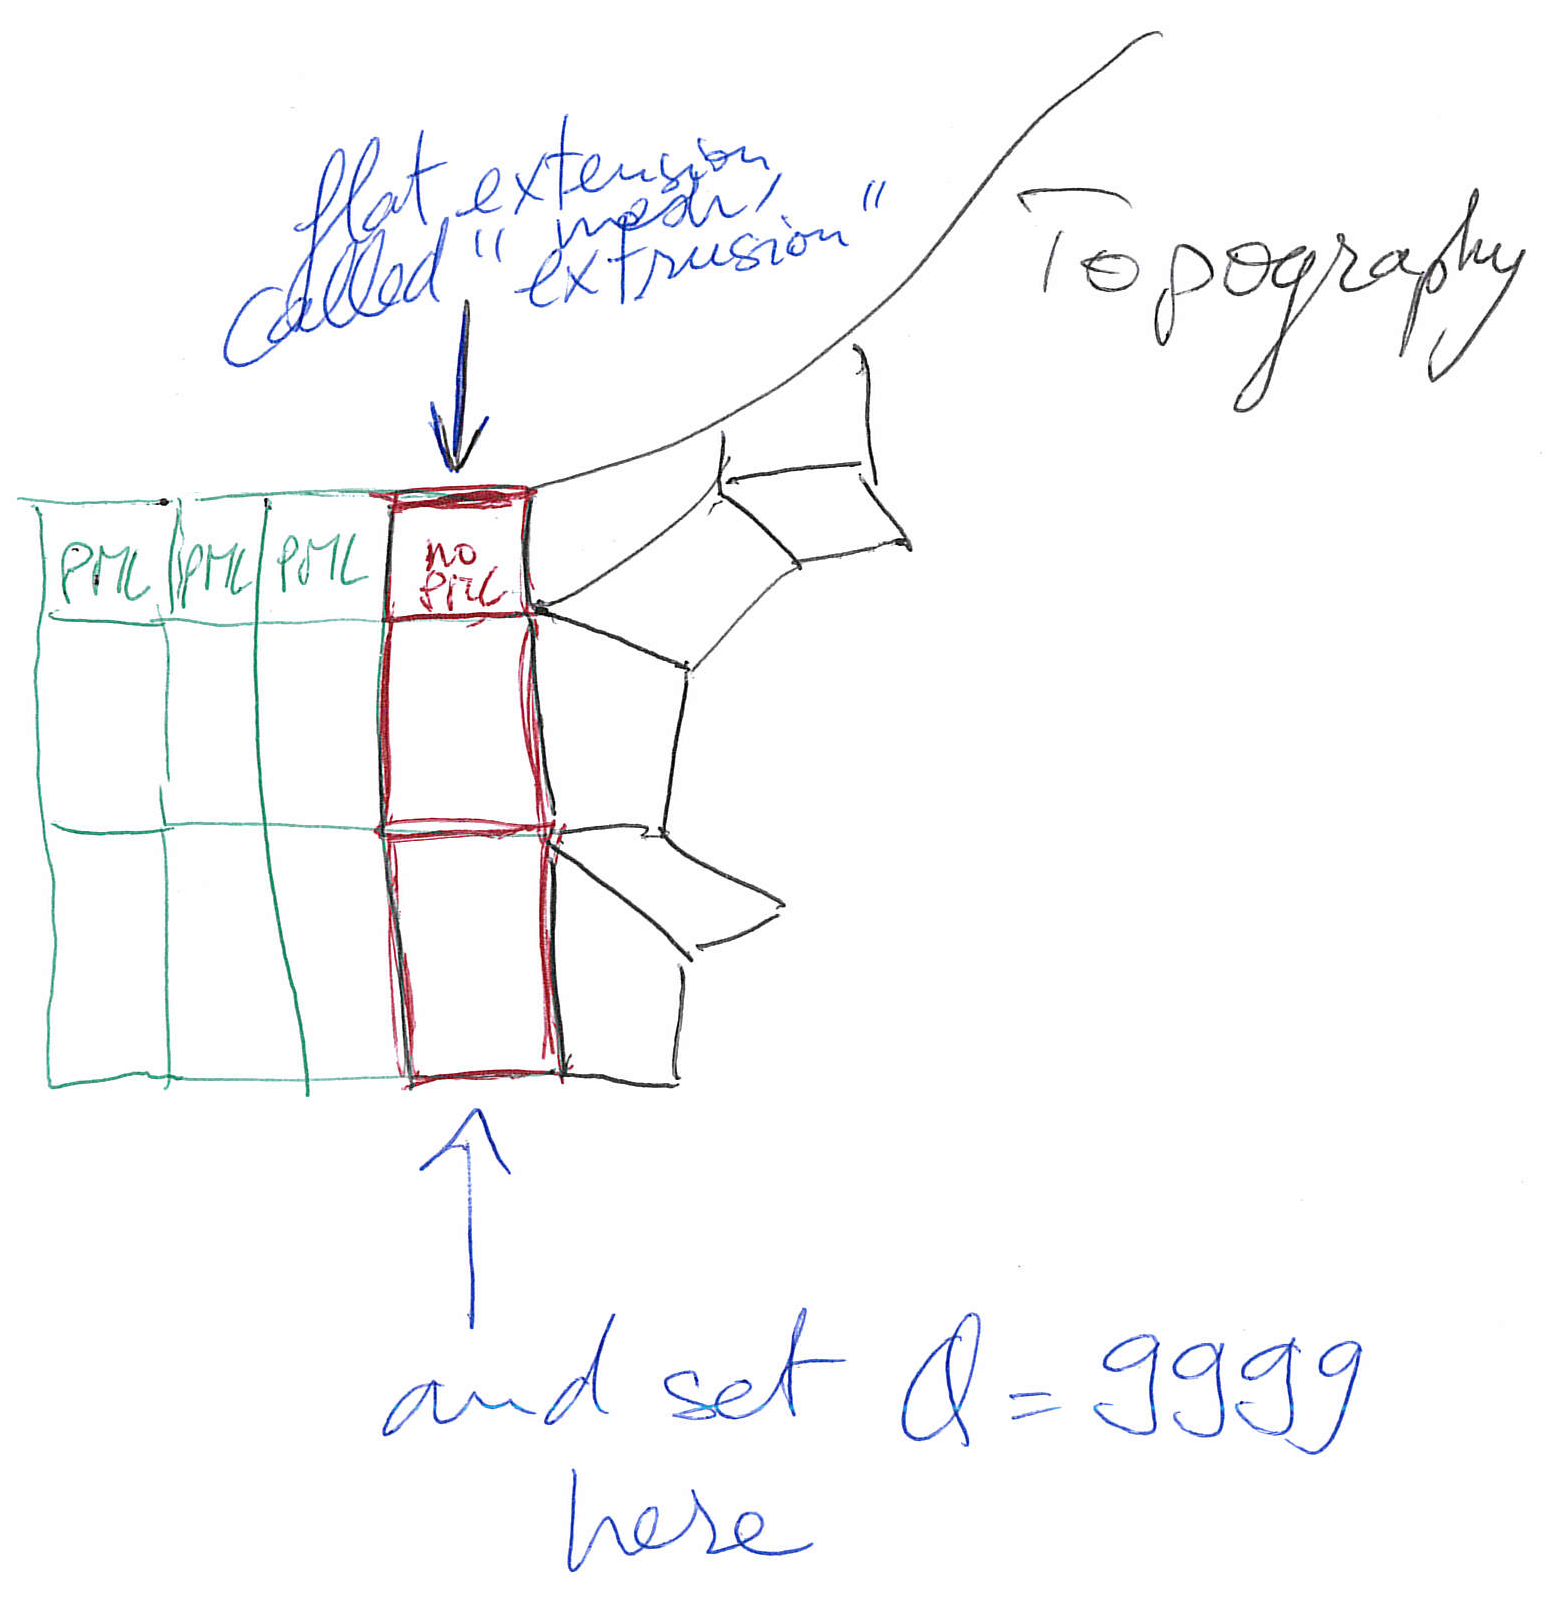 flat extension,
called "mesh
extrusion"
Topography
PML PML PML no
PML
and set Q = 9999
here